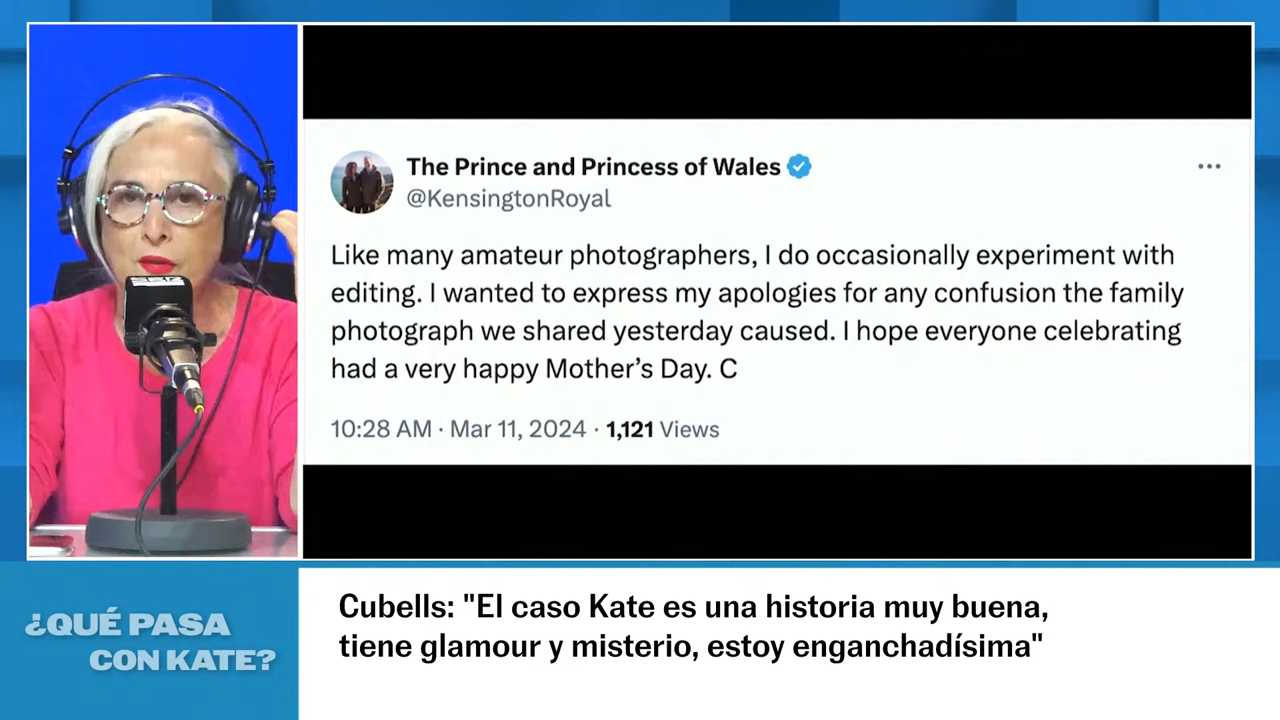 SER
The Prince and Princess of Wales
@KensingtonRoyal
Like many amateur photographers, I do occasionally experiment with
editing. I wanted to express my apologies for any confusion the family
photograph we shared yesterday caused. I hope everyone celebrating
had a very happy Mother’s Day. C
10:28 AM · Mar 11, 2024 · 1,121 Views
¿QUÉ PASA
CON KATE?
Cubells: "El caso Kate es una historia muy buena,
tiene glamour y misterio, estoy enganchadísima"